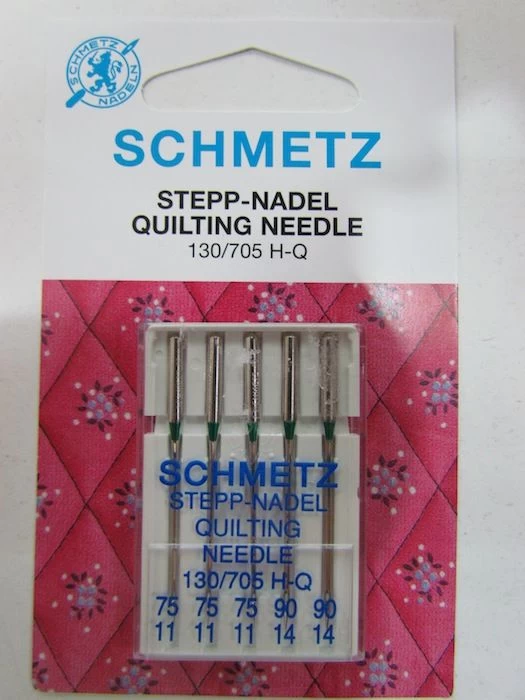 SCHMETZ
NADELN
SCHMETZ
STEPP-NADEL
QUILTING NEEDLE
130/705 H-Q
SCHMETZ
STEPP-NADEL
QUILTING
NEEDLE
130/705 H-Q
75 75 75 90 90
11 11 11 14 14